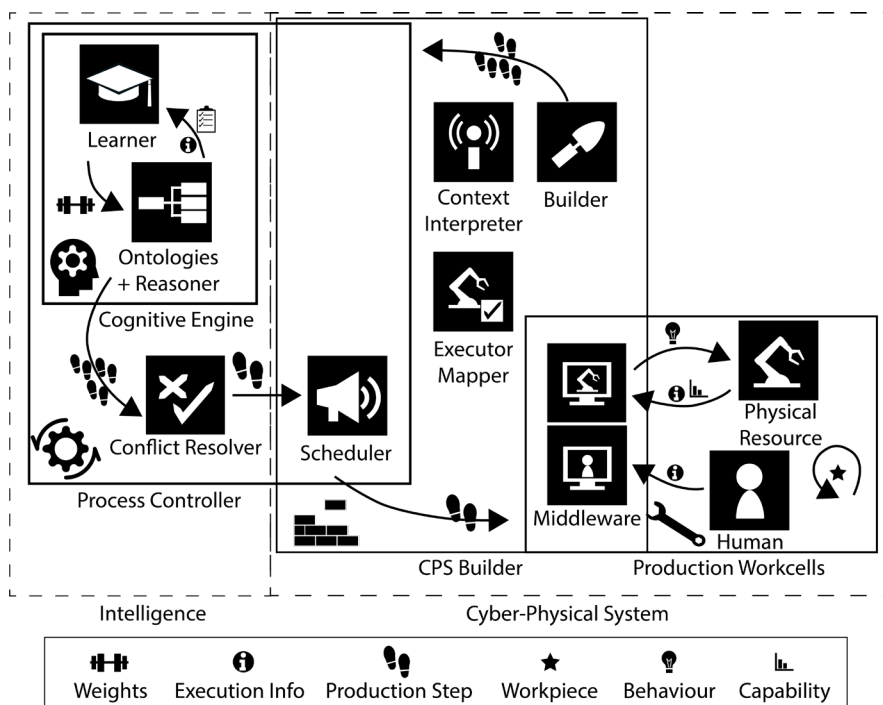 Learner
Ontologies
+ Reasoner
Cognitive Engine
Conflict Resolver
Process Controller
Context
Interpreter
Builder
Executor
Mapper
Scheduler
Middleware
Physical
Resource
Human
CPS Builder
Production Workcells
Intelligence
Cyber-Physical System
Weights
Execution Info
Production Step
Workpiece
Behaviour
Capability